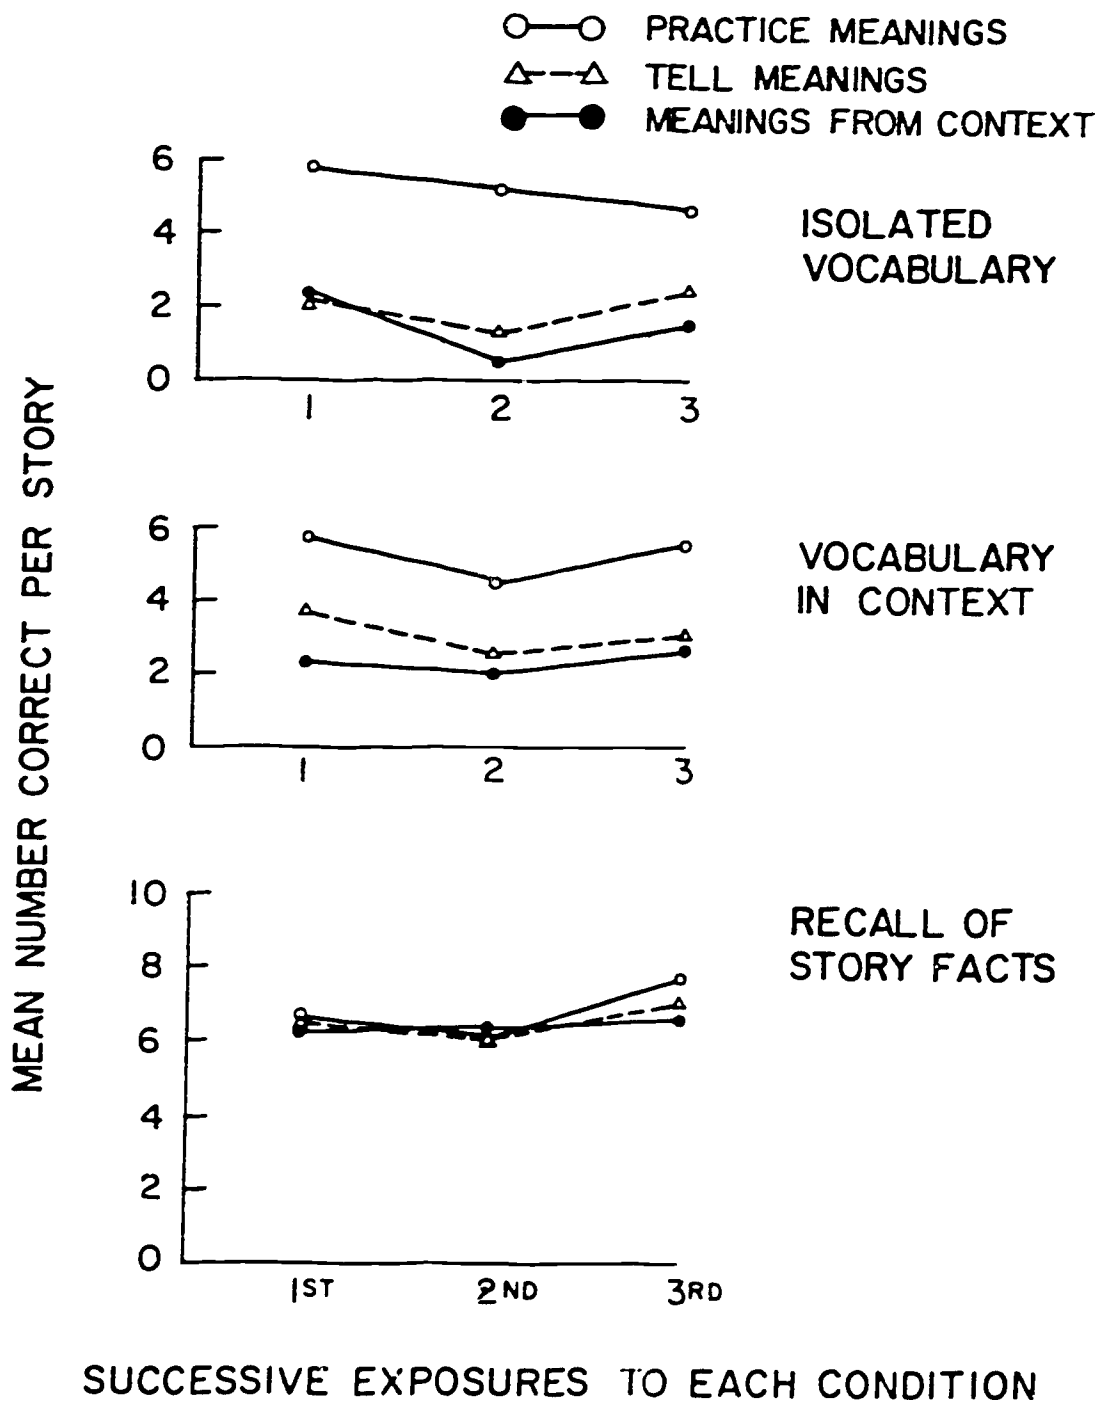 PRACTICE MEANINGS
TELL MEANINGS
MEANINGS FROM CONTEXT
MEAN NUMBER CORRECT PER STORY
6
4
2
0
1 2 3
ISOLATED
VOCABULARY
6
4
2
0
1 2 3
VOCABULARY
IN CONTEXT
10
8
6
4
2
0
1ST 2ND 3RD
RECALL OF
STORY FACTS
SUCCESSIVE EXPOSURES TO EACH CONDITION